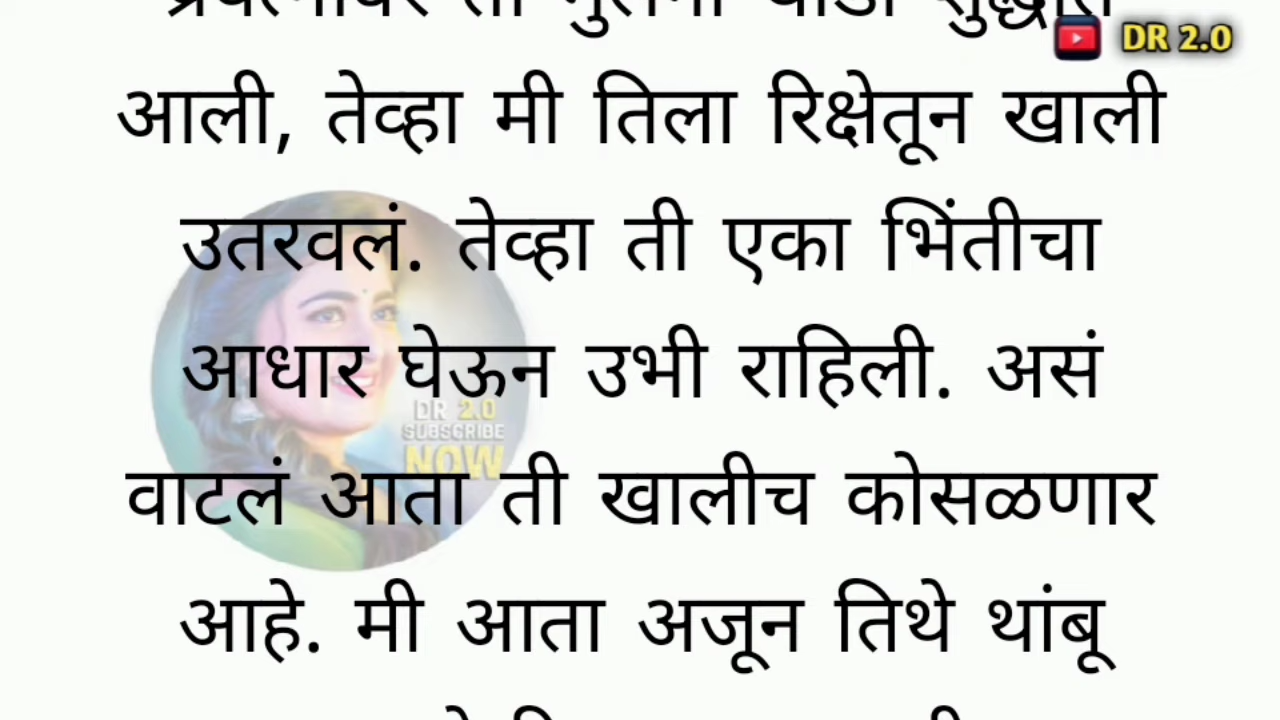 DR 2.0
आली, तेव्हा मी तिला रिक्षेतून खाली
उतरवलं. तेव्हा ती एका भिंतीचा
आधार घेऊन उभी राहिली. असं
DR 2.0
SUBSCRIBE
NOW
वाटलं आता ती खालीच कोसळणार
आहे. मी आता अजून तिथे थांबू